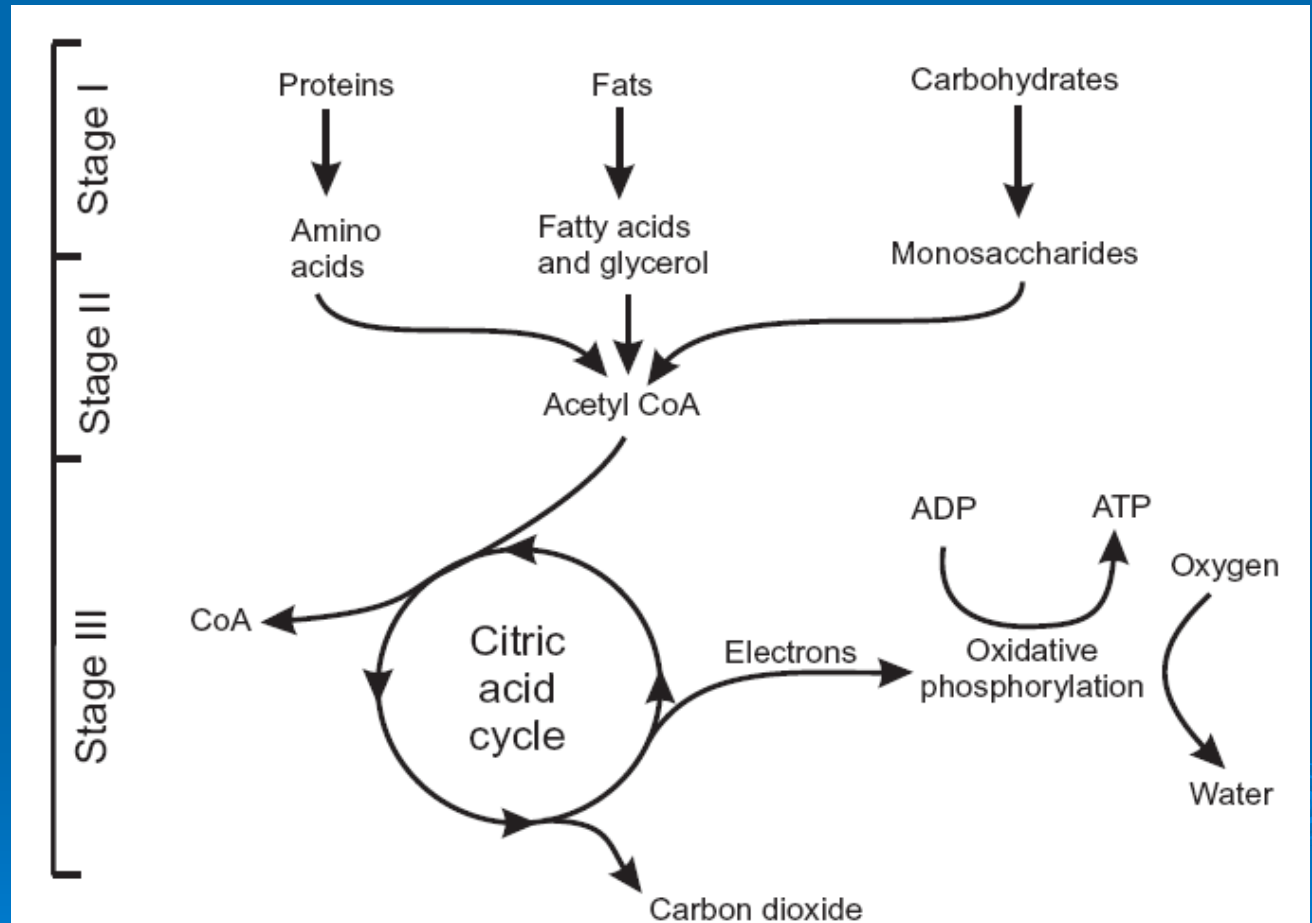 Stage I
Proteins
Fats
Carbohydrates
Amino
acids
Fatty acids
and glycerol
Monosaccharides
Stage II
Acetyl CoA
Stage III
CoA
Citric
acid
cycle
Electrons
ADP
ATP
Oxygen
Oxidative
phosphorylation
Water
Carbon dioxide